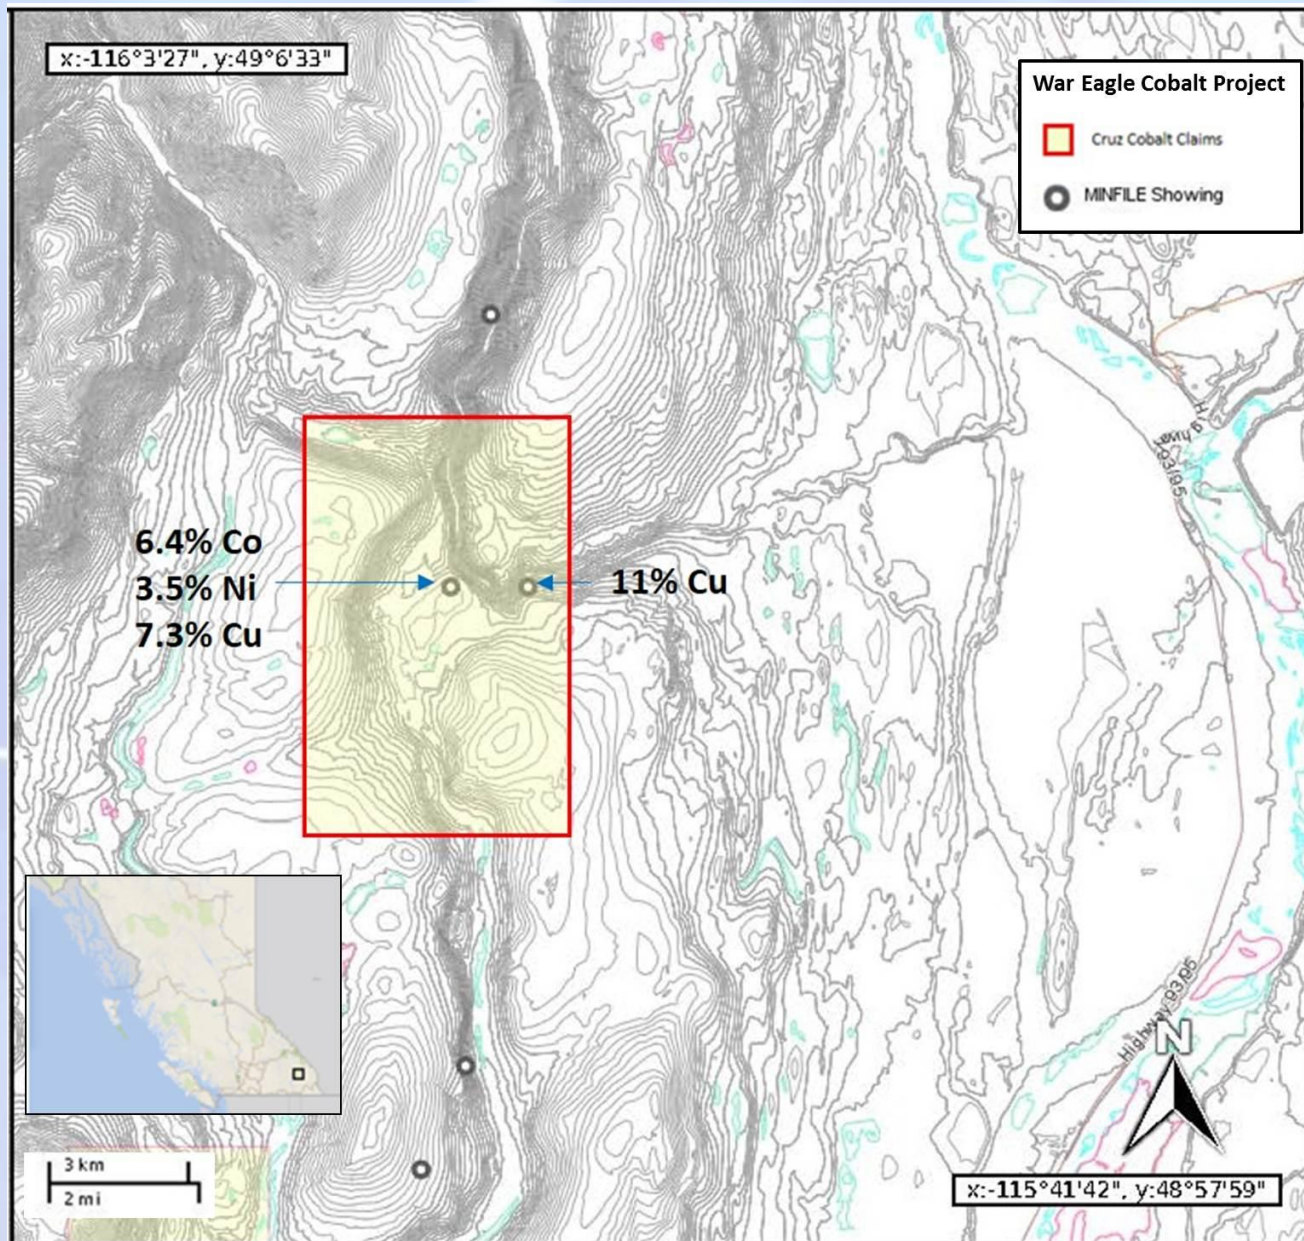 x:-116°3'27", y:49°6'33"
War Eagle Cobalt Project
Cruz Cobalt Claims
MINFILE Showing
93/95
6.4% Co
3.5% Ni
7.3% Cu
11% Cu
Highway 93/95
N
3 km
2 mi
x:-115°41'42", y:48°57'59"